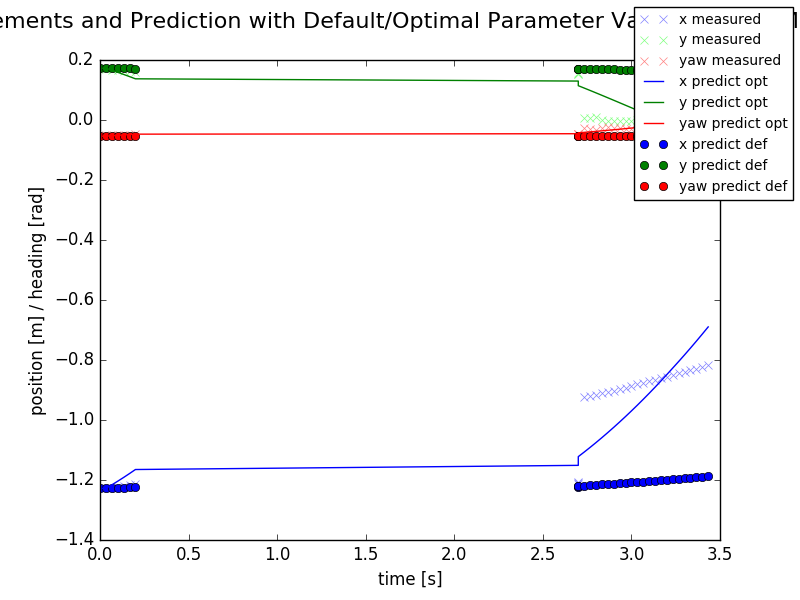 ements and Prediction with Default/Optimal Parameter Va
x measured
y measured
yaw measured
x predict opt
y predict opt
yaw predict opt
x predict def
y predict def
yaw predict def
0.2
0.0
−0.2
−0.4
−0.6
−0.8
−1.0
−1.2
−1.4
position [m] / heading [rad]
0.0 0.5 1.0 1.5 2.0 2.5 3.0 3.5
time [s]